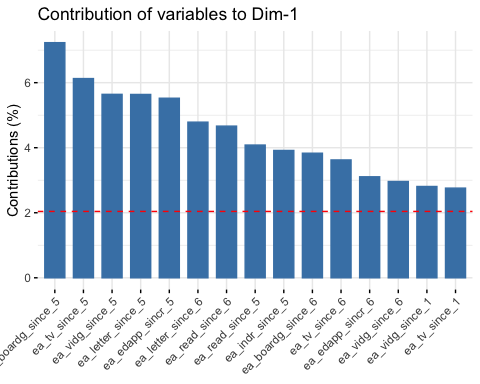 Contribution of variables to Dim-1
Contributions (%)
6
4
2
0
boardg_since_5
ea_tv_since_5
ea_vidg_since_5
ea_letter_since_5
ea_edapp_sincr_5
ea_letter_since_6
ea_read_since_6
ea_read_since_5
ea_indr_since_5
ea_boardg_since_6
ea_tv_since_6
ea_edapp_sincr_6
ea_vidg_since_6
ea_vidg_since_1
ea_tv_since_1